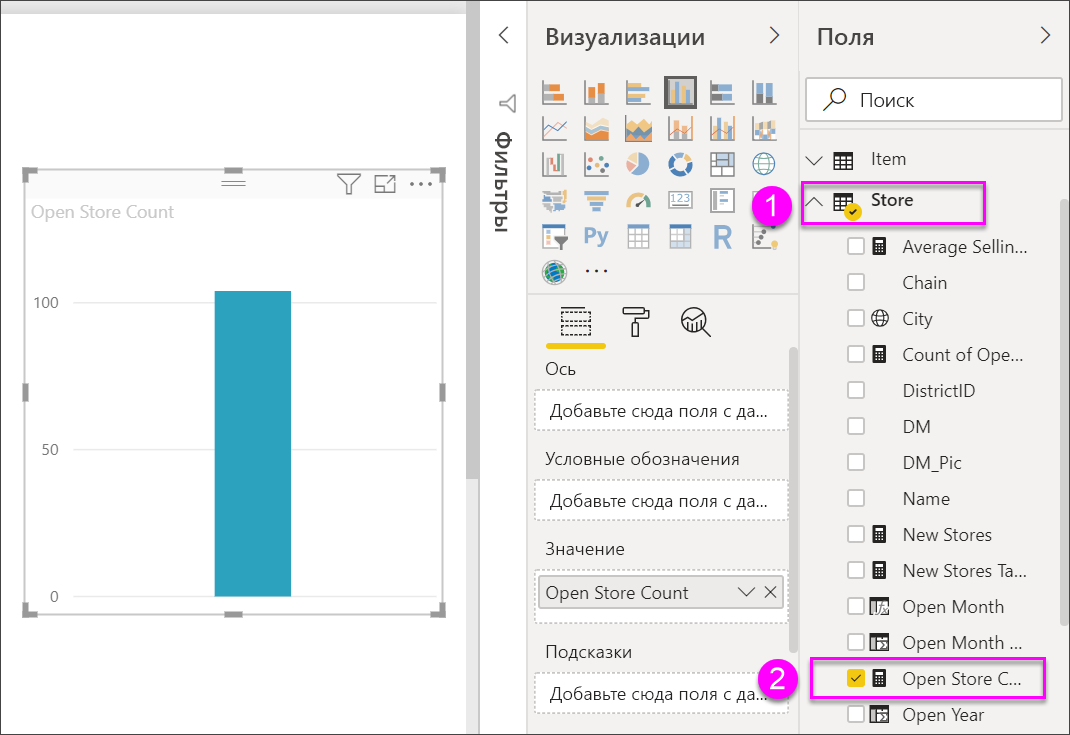 Open Store Count
100
50
0
Фильтры
Визуализации
123
Py
R
Ось
Добавьте сюда поля с да...
Условные обозначения
Добавьте сюда поля с да...
Значение
Open Store Count
Подсказки
Добавьте сюда поля с да...
Поля
Поиск
Item
1
Store
Average Sellin...
Chain
City
Count of Ope...
DistrictID
DM
DM_Pic
Name
New Stores
New Stores Ta...
Open Month
Open Month ...
2
Open Store C...
Open Year